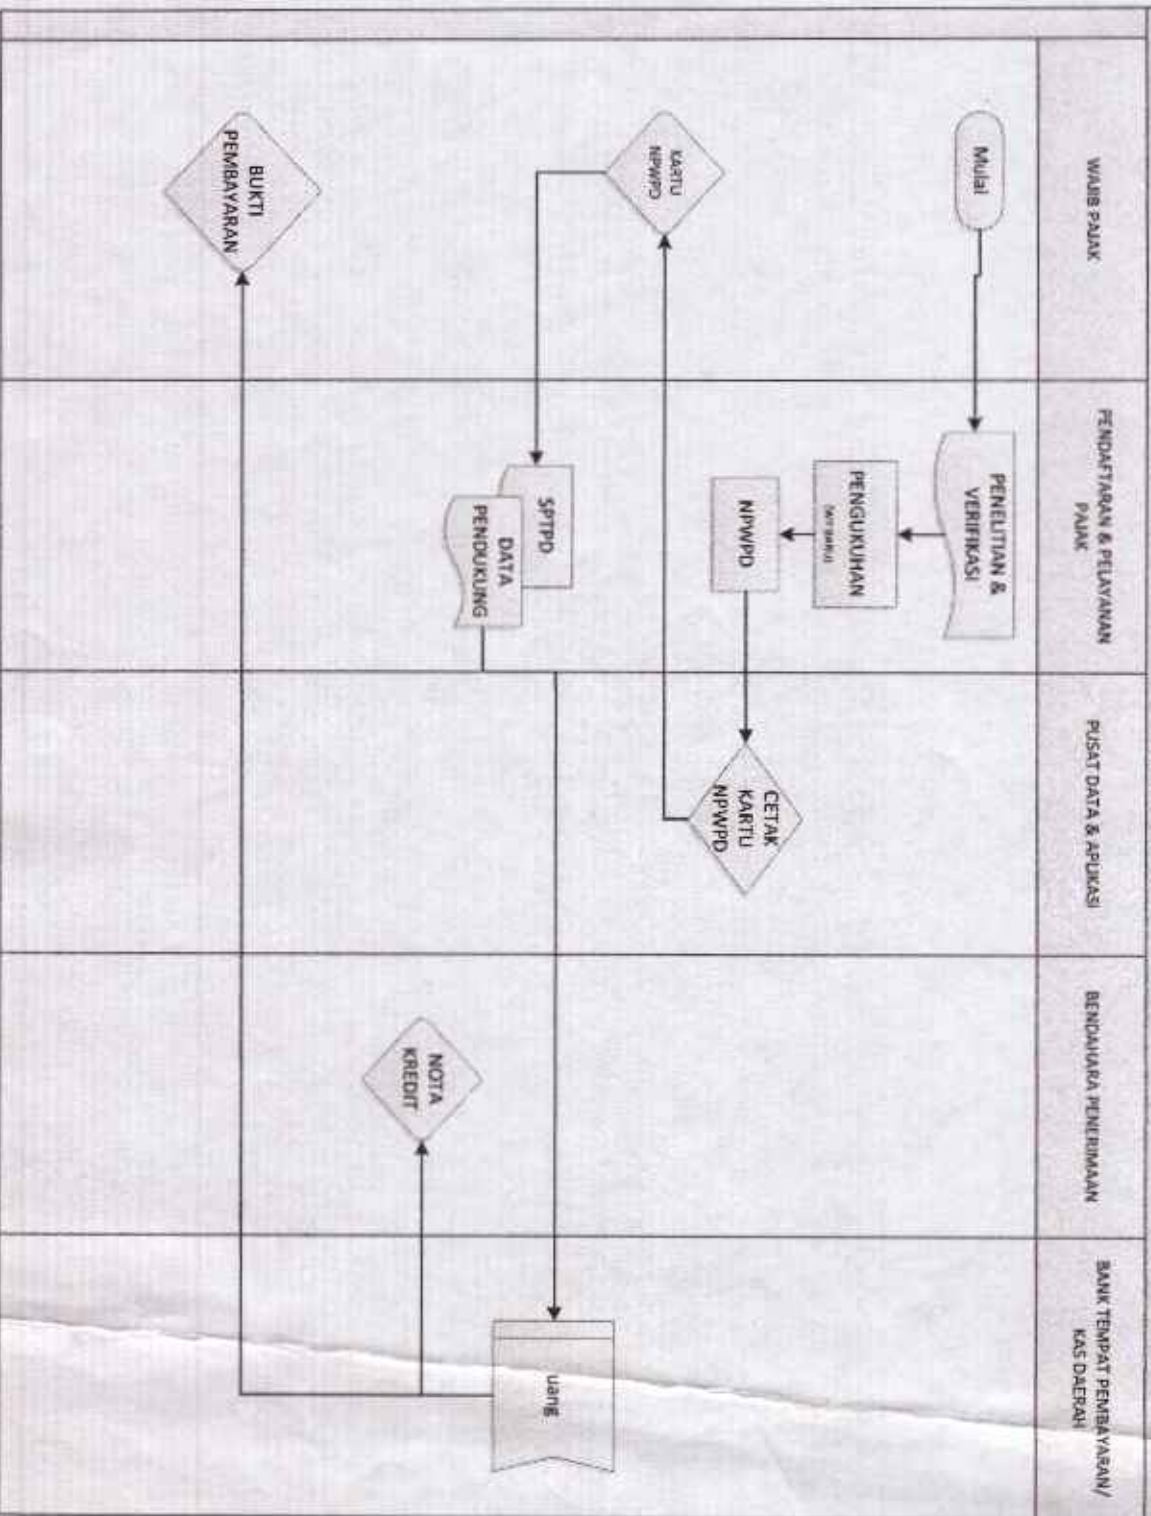 WAJIB PAJAK
PENDAFTARAN & PELAYANAN
PAJAK
PUSAT DATA & APLIKASI
BENDAHARA PENERIMAAN
BANK TEMPAT PEMBAYARAN/
KAS DAERAH
Mulai
PENELITIAN &
VERIFIKASI
PENGUKUHAN
NPWPD
CETAK
KARTU
NPWPD
KARTU
NPWPD
SPTPD
DATA
PENDUKUNG
uang
NOTA
KREDIT
BUKTI
PEMBAYARAN